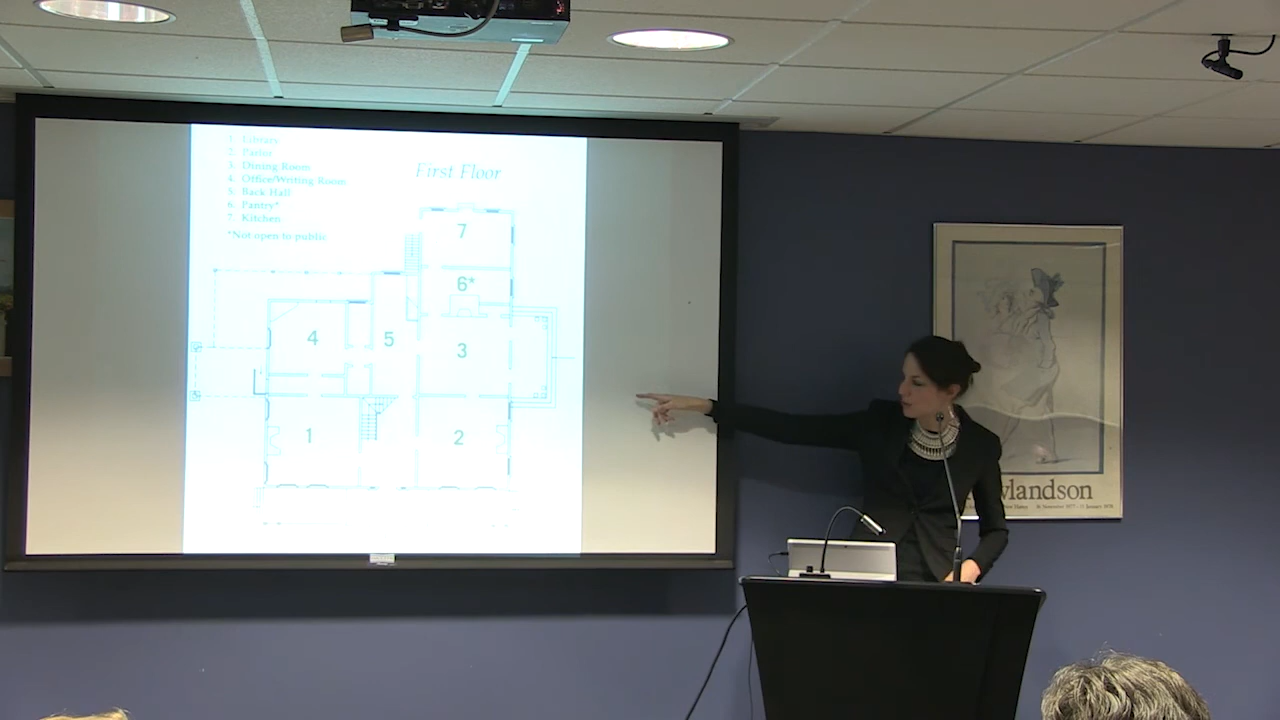 1: Library
2: Parlor
3: Dining Room
4: Office/Writing Room
5: Back Hall
6: Pantry*
7: Kitchen
*Not open to public
First Floor
7
6*
4
5
3
1
2
wlandson